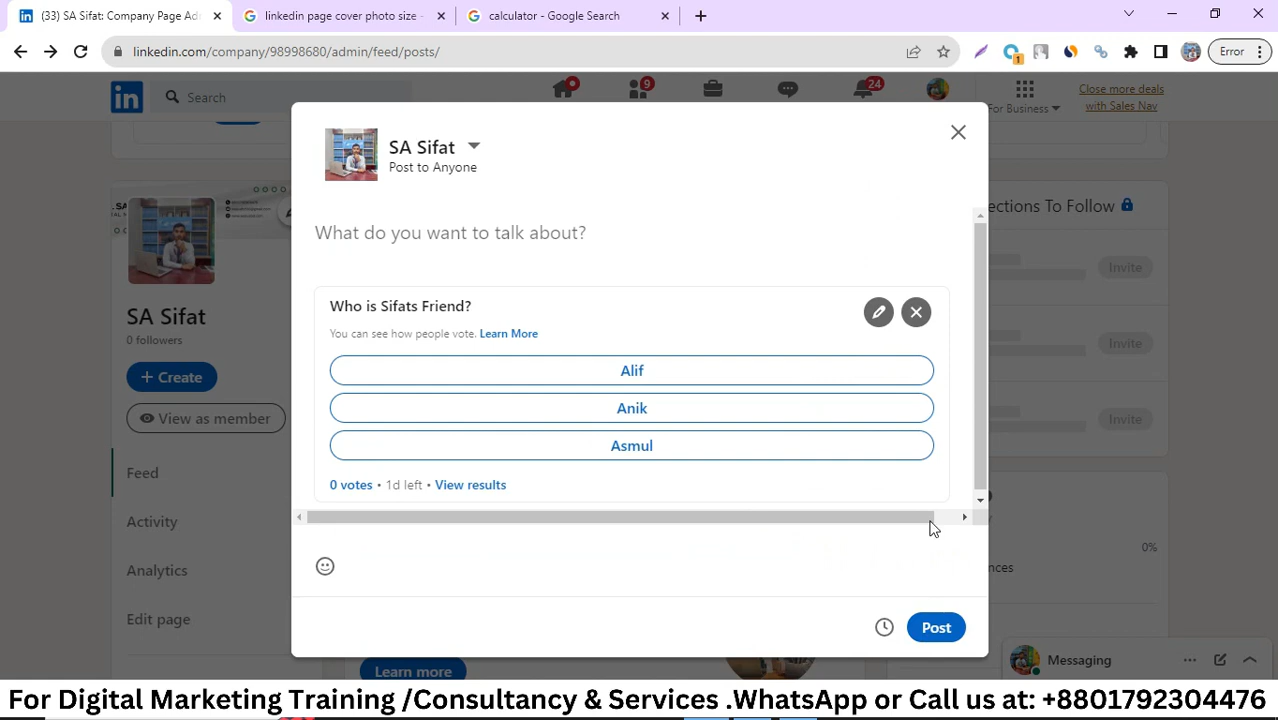 (33) SA Sifat: Company Page Ad
linkedin page cover photo size -
calculator - Google Search
linkedin.com/company/98998680/admin/feed/posts/
1
Error
in
Search
9
24
For Business
Close more deals
with Sales Nav
SA Sifat
Post to Anyone
ections To Follow
What do you want to talk about?
Invite
Who is Sifats Friend?
You can see how people vote. Learn More
SA Sifat
0 followers
Invite
Alif
+ Create
Anik
View as member
Invite
Asmul
Feed
0 votes • 1d left • View results
Activity
0%
nces
Analytics
Edit page
Post
Messaging
Learn more
For Digital Marketing Training /Consultancy & Services .WhatsApp or Call us at: +8801792304476